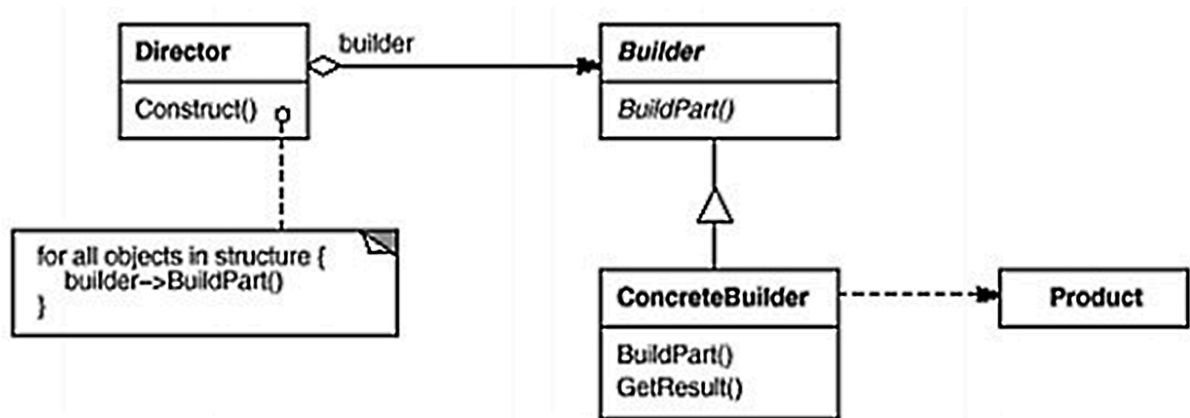 Director
builder
Builder
Construct()
BuildPart()
for all objects in structure {
builder->BuildPart()
}
ConcreteBuilder
Product
BuildPart()
GetResult()